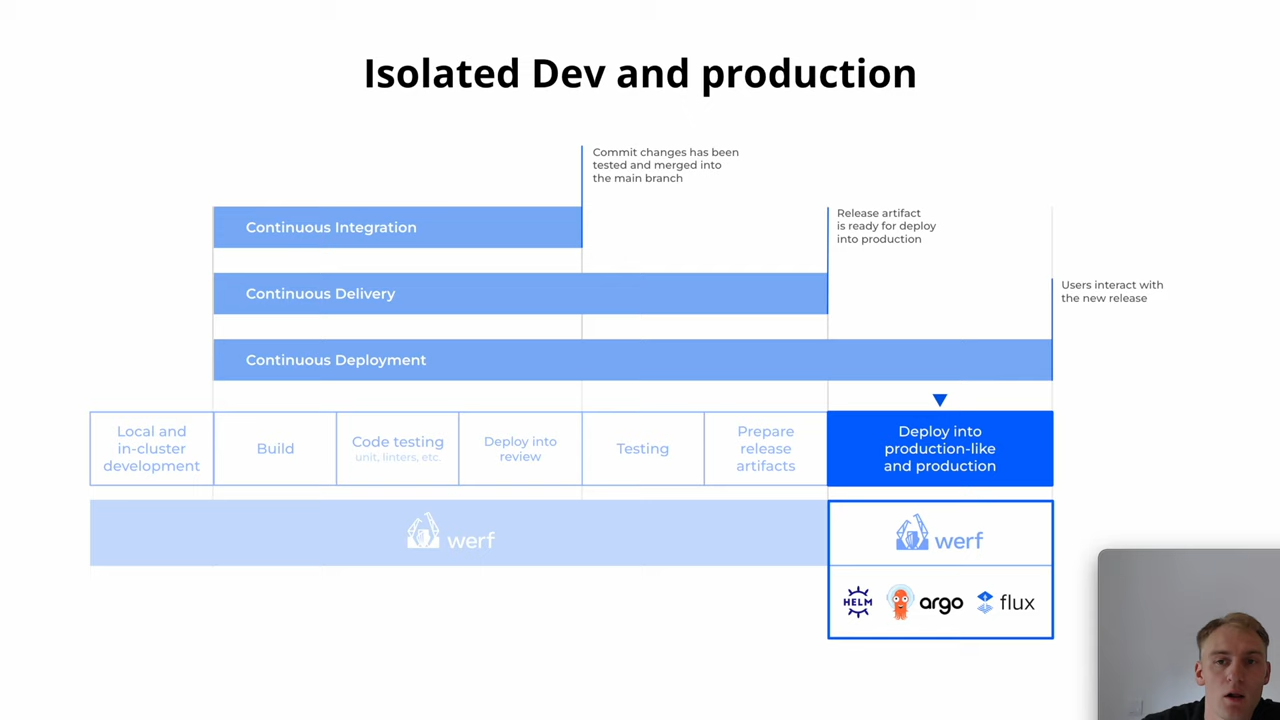 Isolated Dev and production
Commit changes has been
tested and merged into
the main branch
Continuous Integration
Release artifact
is ready for deploy
into production
Continuous Delivery
Users interact with
the new release
Continuous Deployment
Local and
in-cluster
development
Build
Code testing
unit, linters, etc.
Deploy into
review
Testing
Prepare
release
artifacts
Deploy into
production-like
and production
werf
werf
HELM
argo
flux